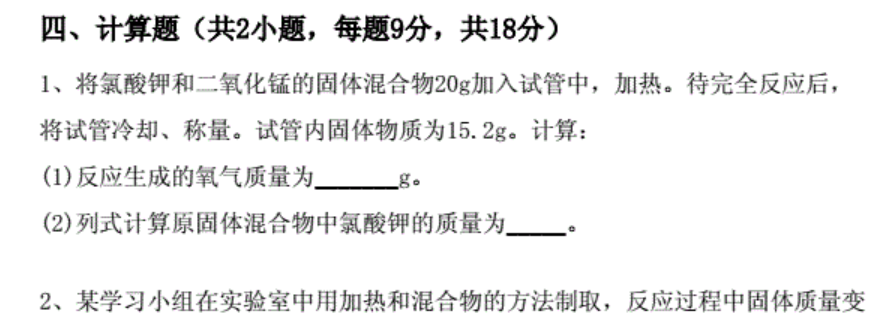 四、计算题（共2小题，每题9分，共18分）
1、将氯酸钾和二氧化锰的固体混合物20g加入试管中，加热。待完全反应后，
将试管冷却、称量。试管内固体物质为15.2g。计算：
(1)反应生成的氧气质量为_______g。
(2)列式计算原固体混合物中氯酸钾的质量为_____。
2、某学习小组在实验室中用加热和混合物的方法制取，反应过程中固体质量变